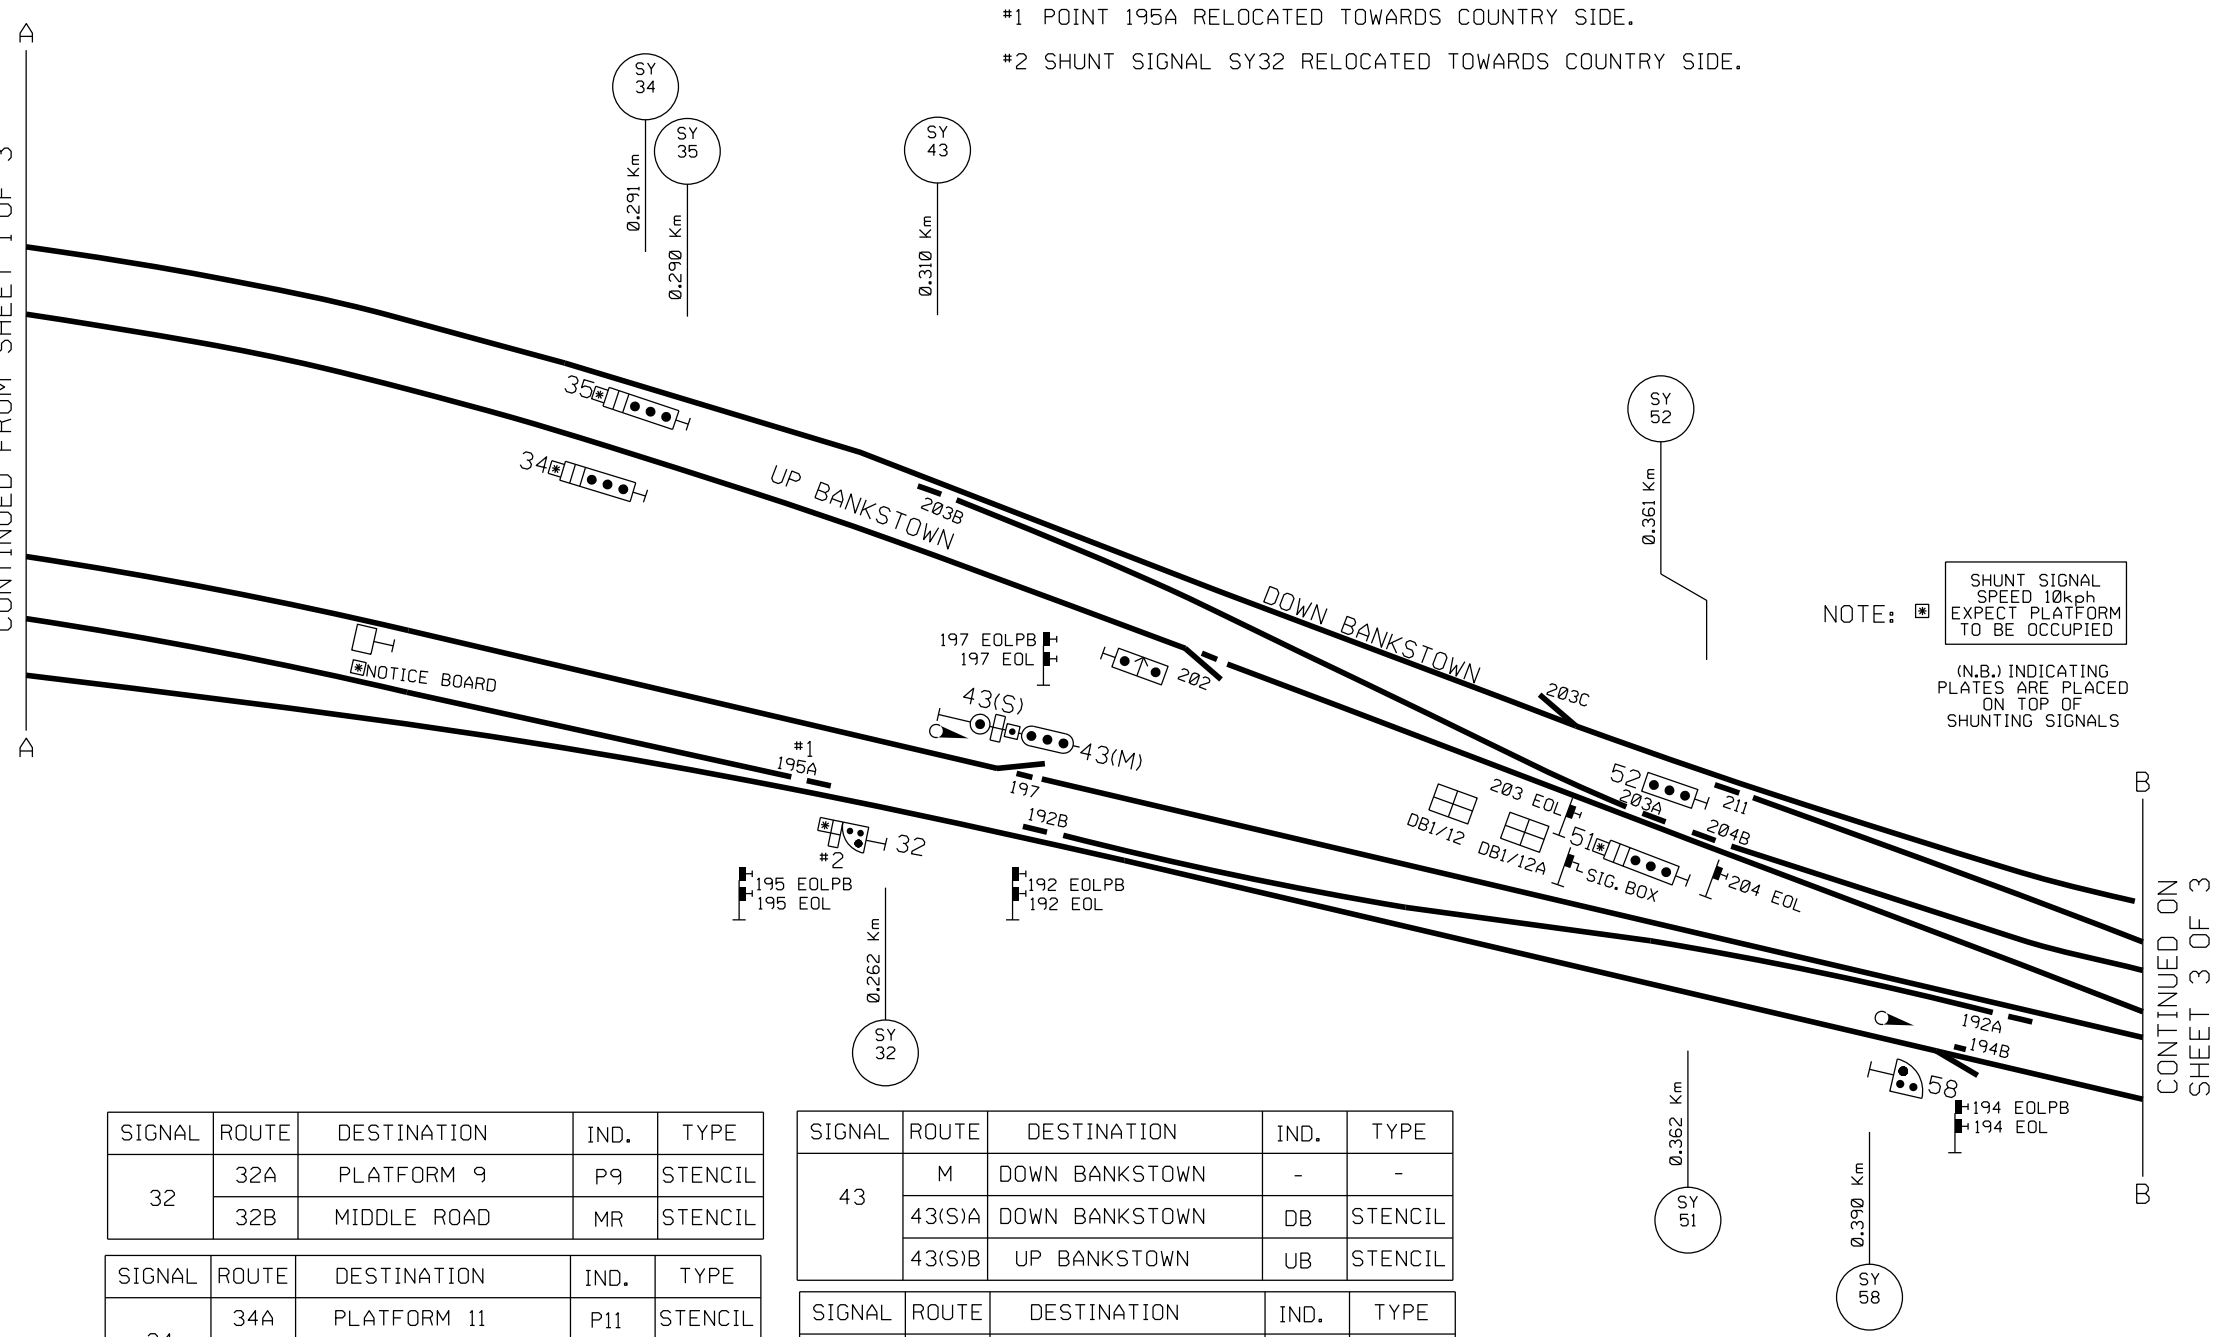 #1 POINT 195A RELOCATED TOWARDS COUNTRY SIDE.
#2 SHUNT SIGNAL SY32 RELOCATED TOWARDS COUNTRY SIDE.
A
CONTINUED FROM SHEET 1 OF 3
A
SY
34
0.291 Km
SY
35
0.290 Km
SY
43
0.310 Km
SY
52
0.361 Km
35
34
UP BANKSTOWN
203B
DOWN BANKSTOWN
203C
NOTE: *
SHUNT SIGNAL
SPEED 10kph
EXPECT PLATFORM
TO BE OCCUPIED
(N.B.) INDICATING
PLATES ARE PLACED
ON TOP OF
SHUNTING SIGNALS
197 EOLPB
197 EOL
202
*NOTICE BOARD
43(S)
43(M)
#1
195A
197
192B
32
#2
195 EOLPB
195 EOL
192 EOLPB
192 EOL
52
211
203 EOL
203A
204B
DB1/12
DB1/12A
51
SIG. BOX
204 EOL
0.262 Km
SY
32
192A
194B
58
194 EOLPB
194 EOL
0.362 Km
SY
51
0.390 Km
SY
58
B
CONTINUED ON
SHEET 3 OF 3
B
SIGNAL ROUTE DESTINATION IND. TYPE
32
32A PLATFORM 9 P9 STENCIL
32B MIDDLE ROAD MR STENCIL
SIGNAL ROUTE DESTINATION IND. TYPE
34A PLATFORM 11 P11 STENCIL
SIGNAL ROUTE DESTINATION IND. TYPE
43
M DOWN BANKSTOWN - -
43(S)A DOWN BANKSTOWN DB STENCIL
43(S)B UP BANKSTOWN UB STENCIL
SIGNAL ROUTE DESTINATION IND. TYPE